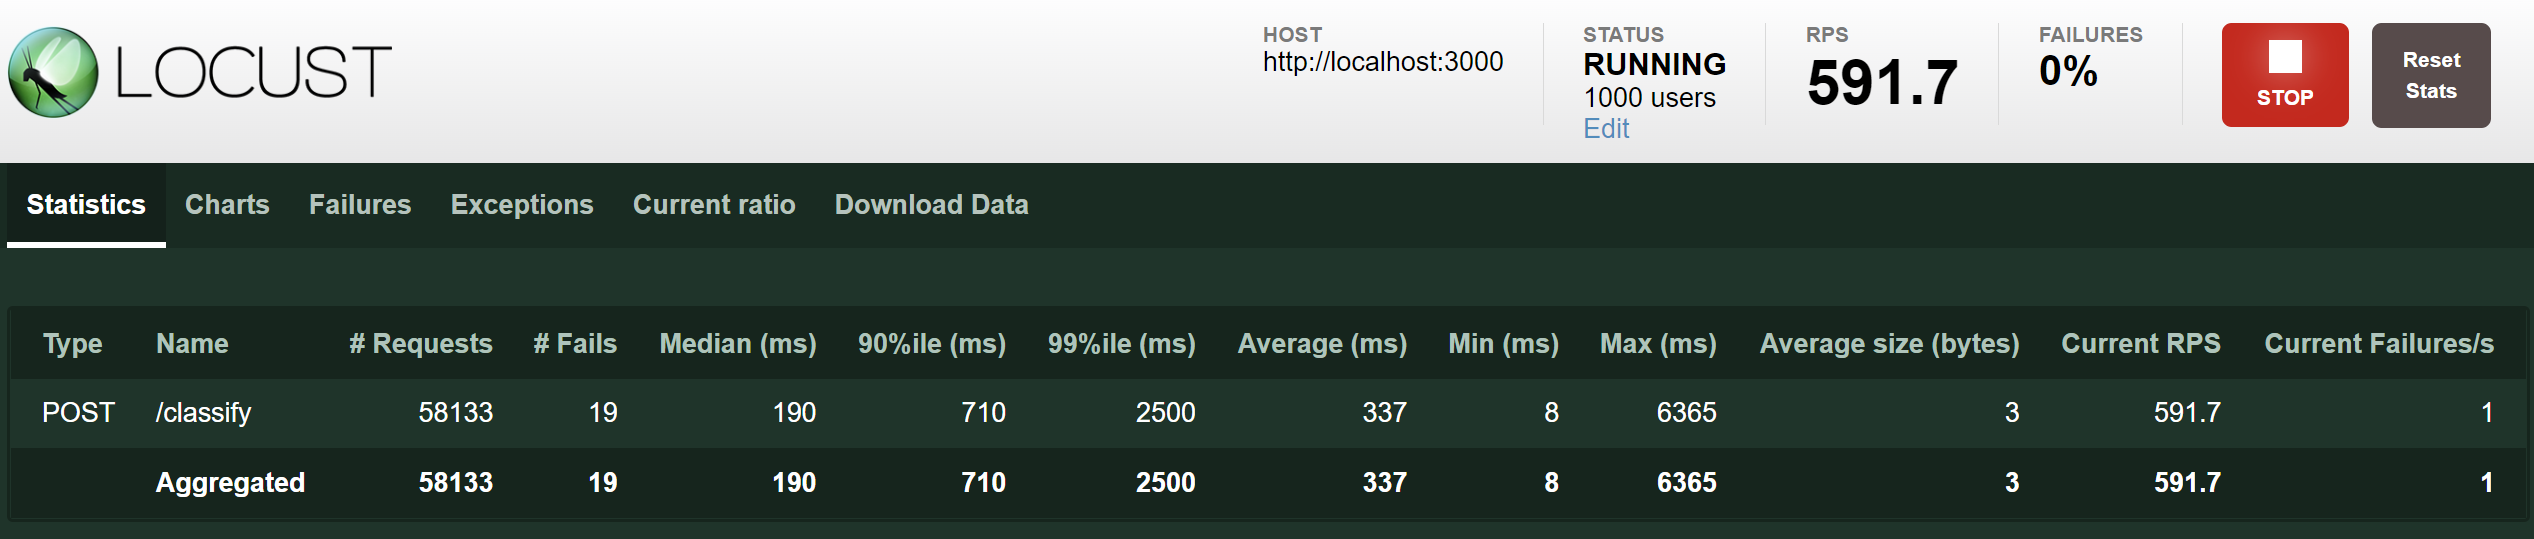 LOCUST
HOST
http://localhost:3000
STATUS
RUNNING
1000 users
Edit
RPS
591.7
FAILURES
0%
STOP
Reset
Stats
Statistics Charts Failures Exceptions Current ratio Download Data
Type Name # Requests # Fails Median (ms) 90%ile (ms) 99%ile (ms) Average (ms) Min (ms) Max (ms) Average size (bytes) Current RPS Current Failures/s
POST /classify 58133 19 190 710 2500 337 8 6365 3 591.7 1
Aggregated 58133 19 190 710 2500 337 8 6365 3 591.7 1